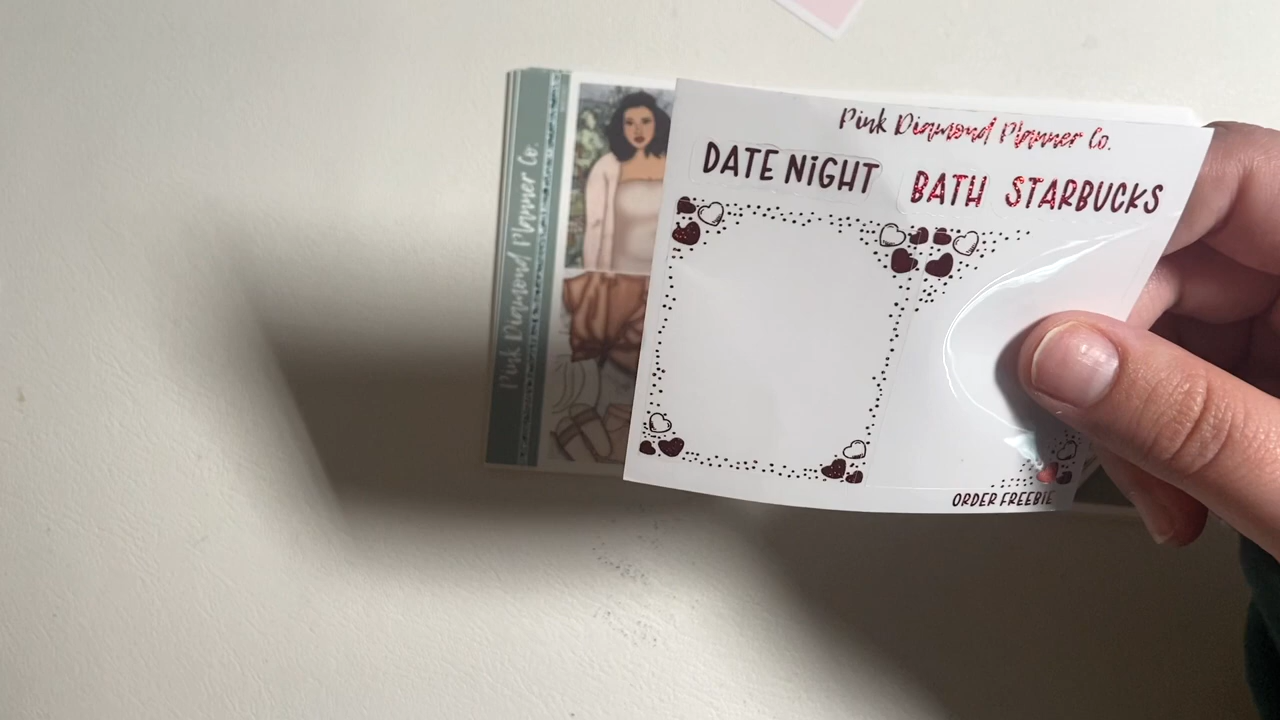 Pink Diamond Planner Co.
Pink Diamond Planner Co.
DATE NiGHT
BATH STARBUCKS
ORDER FREEBIE